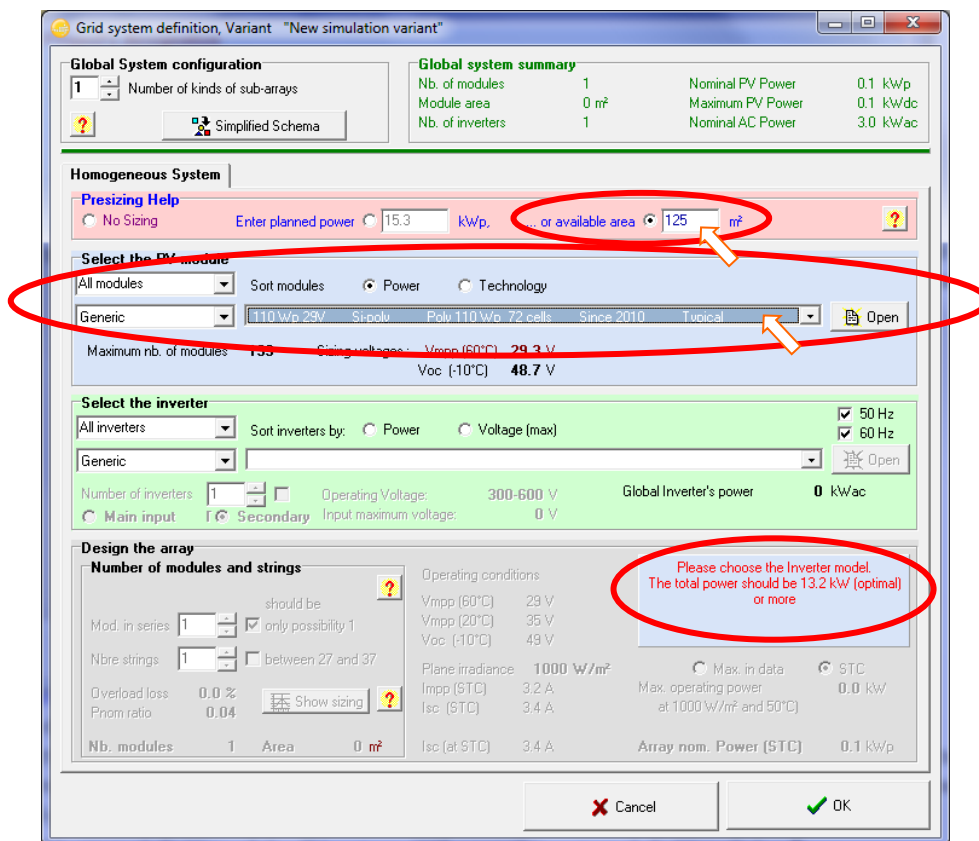 Grid system definition, Variant "New simulation variant"
Global System configuration
1 Number of kinds of sub-arrays
? Simplified Schema
Global system summary
Nb. of modules 1 Nominal PV Power 0.1 kWp
Module area 0 m² Maximum PV Power 0.1 kWdc
Nb. of inverters 1 Nominal AC Power 3.0 kWac
Homogeneous System
Presizing Help
No Sizing Enter planned power 15.3 kWp, ... or available area 125 m² ?
Select the PV module
All modules Sort modules Power Technology
Generic 110 Wp 29V Si-poly Poly 110 Wp 72 cells Since 2010 Typical Open
Maximum nb. of modules Sizing voltages : Vmpp (60°C) 29.3 V
Voc (-10°C) 48.7 V
Select the inverter
All inverters Sort inverters by: Power Voltage (max) 50 Hz
60 Hz
Generic Open
Number of inverters 1 Operating Voltage: 300-600 V Global Inverter's power 0 kWac
Main input Secondary Input maximum voltage: 0 V
Design the array
Number of modules and strings
?
should be
Mod. in series 1 only possibility 1
Nbre strings 1 between 27 and 37
Overload loss 0.0 %
Pnom ratio 0.04
Show sizing ?
Nb. modules 1 Area 0 m²
Operating conditions
Vmpp (60°C) 29 V
Vmpp (20°C) 35 V
Voc (-10°C) 49 V
Plane irradiance 1000 W/m²
Impp (STC) 3.2 A
Isc (STC) 3.4 A
Isc (at STC) 3.4 A
Please choose the Inverter model.
The total power should be 13.2 kW (optimal)
or more
Max. in data STC
Max. operating power 0.0 kW
at 1000 W/m² and 50°C)
Array nom. Power (STC) 0.1 kWp
Cancel OK